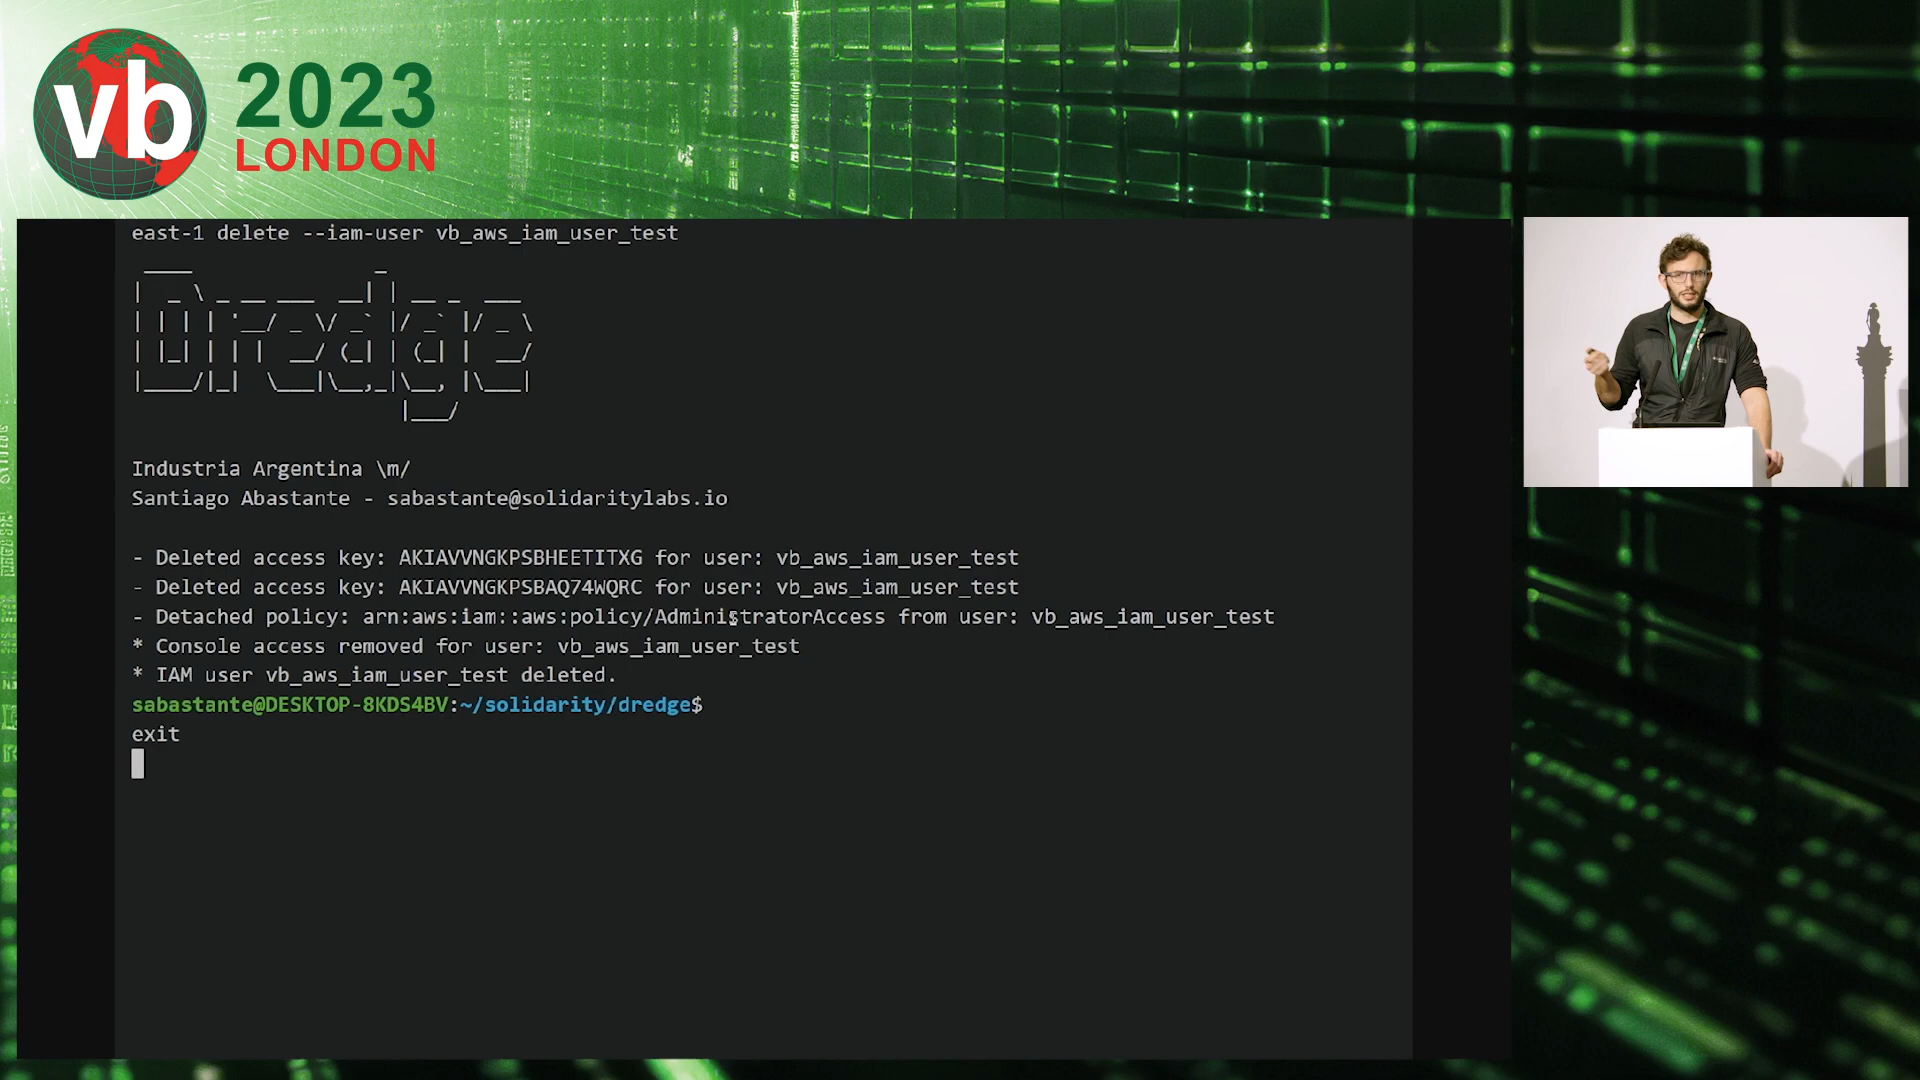 vb
2023
LONDON
east-1 delete --iam-user vb_aws_iam_user_test
Dredge
Industria Argentina \m/
Santiago Abastante - sabastante@solidaritylabs.io
- Deleted access key: AKIAVVNGKPSBHEETITXG for user: vb_aws_iam_user_test
- Deleted access key: AKIAVVNGKPSBAQ74WQRC for user: vb_aws_iam_user_test
- Detached policy: arn:aws:iam::aws:policy/AdministratorAccess from user: vb_aws_iam_user_test
* Console access removed for user: vb_aws_iam_user_test
* IAM user vb_aws_iam_user_test deleted.
sabastante@DESKTOP-8KDS4BV:~/solidarity/dredge$
exit